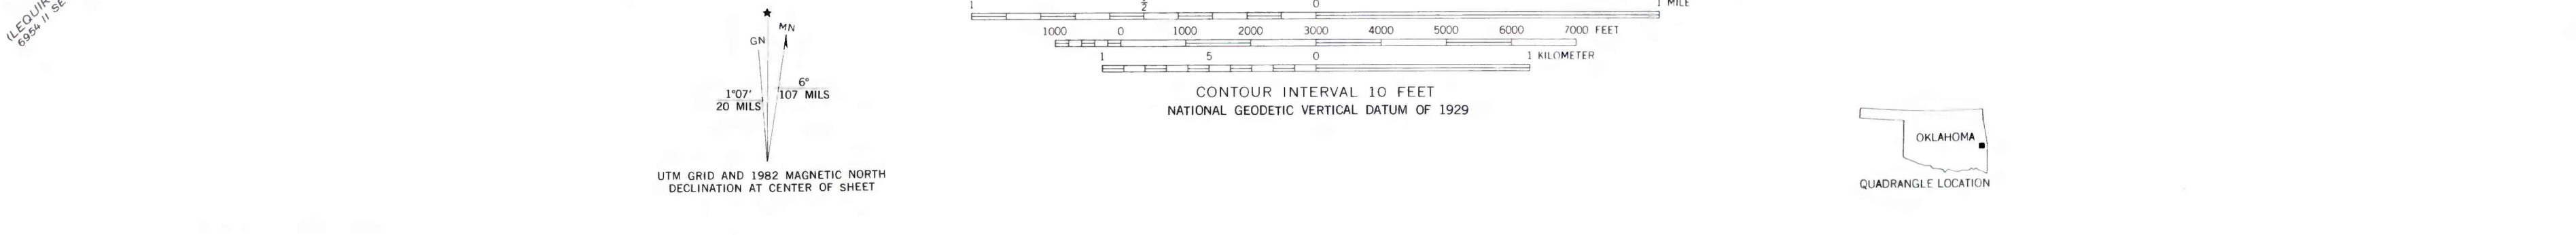 (LEQUIR
6954 II SE
MN
GN
6°
107 MILS
1°07'
20 MILS
UTM GRID AND 1982 MAGNETIC NORTH
DECLINATION AT CENTER OF SHEET
1 ½ 0 1 MILE
1000 0 1000 2000 3000 4000 5000 6000 7000 FEET
1 5 0 1 KILOMETER
CONTOUR INTERVAL 10 FEET
NATIONAL GEODETIC VERTICAL DATUM OF 1929
OKLAHOMA
QUADRANGLE LOCATION